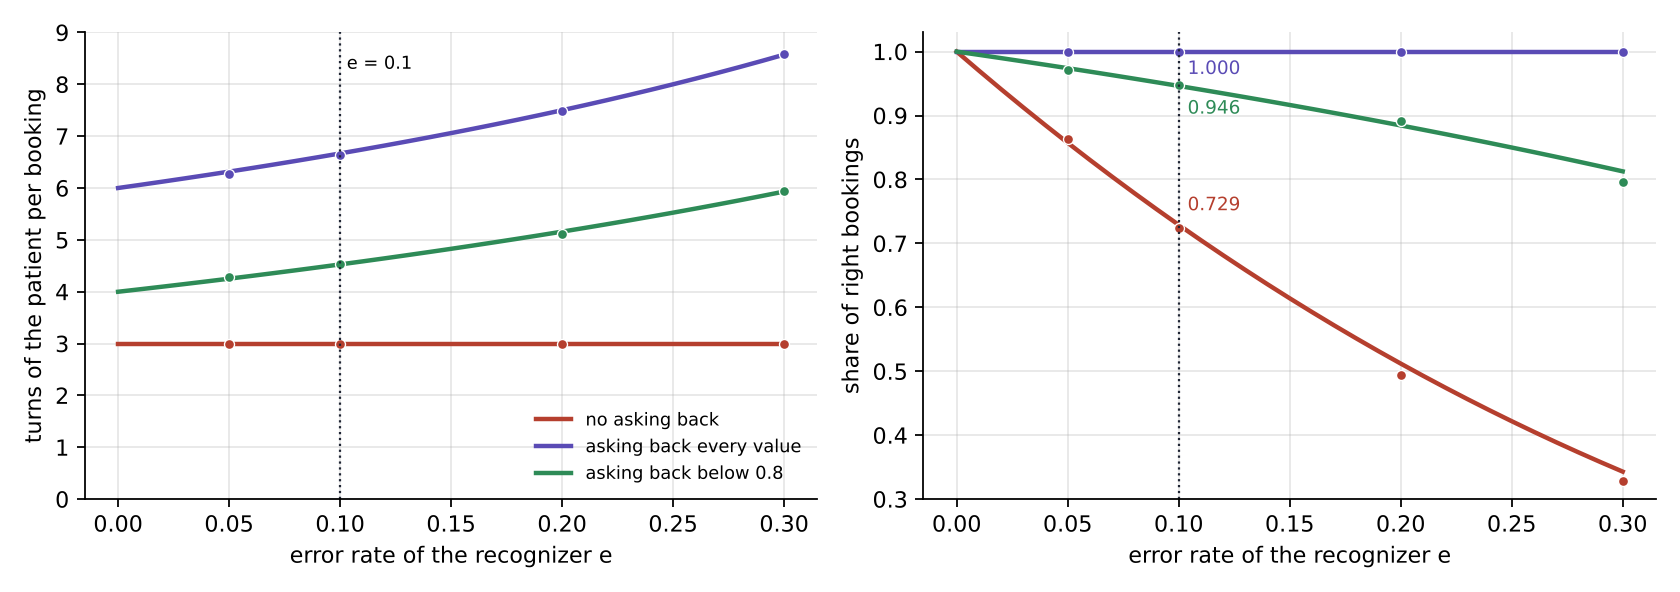 turns of the patient per booking
9
8
7
6
5
4
3
2
1
0
e = 0.1
no asking back
asking back every value
asking back below 0.8
0.00 0.05 0.10 0.15 0.20 0.25 0.30
error rate of the recognizer e
share of right bookings
1.0
0.9
0.8
0.7
0.6
0.5
0.4
0.3
1.000
0.946
0.729
0.00 0.05 0.10 0.15 0.20 0.25 0.30
error rate of the recognizer e